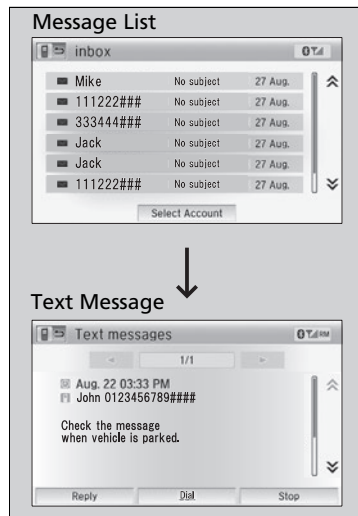 Message List
inbox
Mike No subject 27 Aug.
111222### No subject 27 Aug.
333444### No subject 27 Aug.
Jack No subject 27 Aug.
Jack No subject 27 Aug.
111222### No subject 27 Aug.
Select Account
Text Message
Text messages
1/1
Aug. 22 03:33 PM
John 0123456789####
Check the message
when vehicle is parked.
Reply Dial Stop